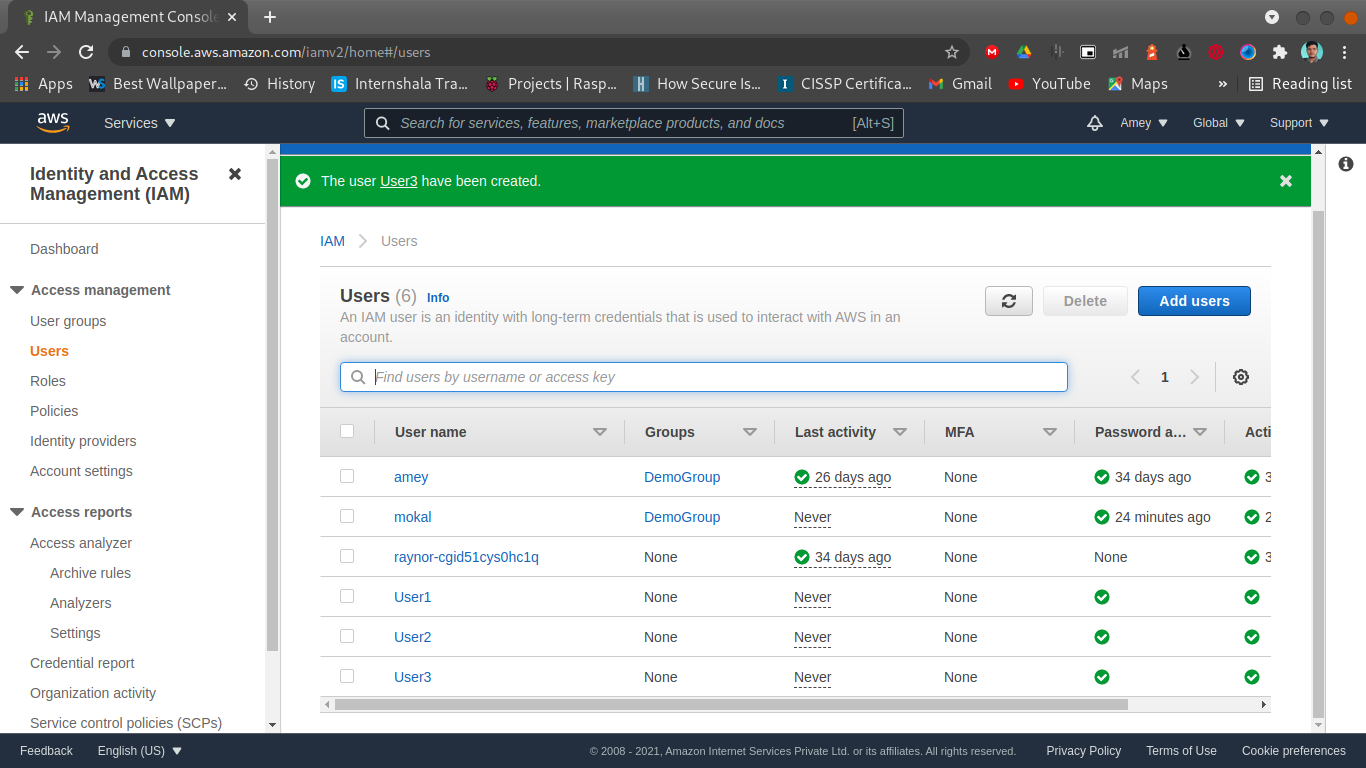 IAM Management Console
console.aws.amazon.com/iamv2/home#/users
Apps
Best Wallpaper...
History
Internshala Tra...
Projects | Rasp...
How Secure Is...
CISSP Certifica...
Gmail
YouTube
Maps
»
Reading list
aws
Services
Search for services, features, marketplace products, and docs
[Alt+S]
Amey
Global
Support
Identity and Access
Management (IAM)
Dashboard
Access management
User groups
Users
Roles
Policies
Identity providers
Account settings
Access reports
Access analyzer
Archive rules
Analyzers
Settings
Credential report
Organization activity
Service control policies (SCPs)
The user User3 have been created.
IAM
Users
Users (6) Info
An IAM user is an identity with long-term credentials that is used to interact with AWS in an
account.
Delete
Add users
Find users by username or access key
1
User name Groups Last activity MFA Password a... Acti
amey DemoGroup 26 days ago None 34 days ago 3
mokal DemoGroup Never None 24 minutes ago 2
raynor-cgid51cys0hc1q None 34 days ago None None 3
User1 None Never None
User2 None Never None
User3 None Never None
Feedback
English (US)
© 2008 - 2021, Amazon Internet Services Private Ltd. or its affiliates. All rights reserved.
Privacy Policy
Terms of Use
Cookie preferences